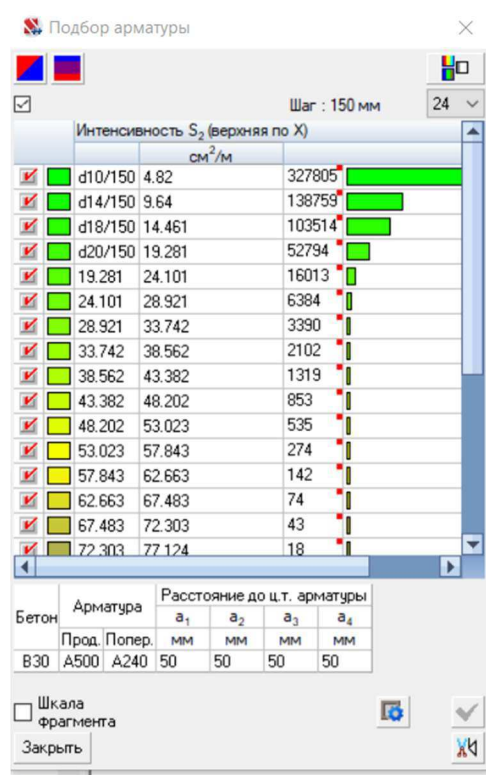 Подбор арматуры
Шаг : 150 мм 24
Интенсивность S₂ (верхняя по X)
см²/м
d10/150 4.82 327805
d14/150 9.64 138759
d18/150 14.461 103514
d20/150 19.281 52794
19.281 24.101 16013
24.101 28.921 6384
28.921 33.742 3390
33.742 38.562 2102
38.562 43.382 1319
43.382 48.202 853
48.202 53.023 535
53.023 57.843 274
57.843 62.663 142
62.663 67.483 74
67.483 72.303 43
72.303 77.124 18
Бетон Арматура Расстояние до ц.т. арматуры
a₁ a₂ a₃ a₄
Прод. Попер. мм мм мм мм
B30 A500 A240 50 50 50 50
Шкала
фрагмента
Закрыть